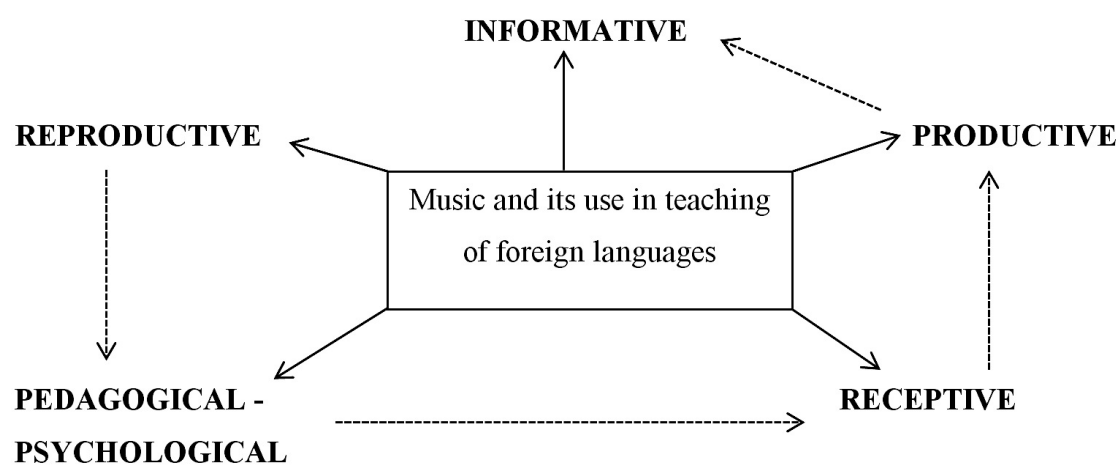 INFORMATIVE
REPRODUCTIVE
PRODUCTIVE
Music and its use in teaching
of foreign languages
PEDAGOGICAL -
PSYCHOLOGICAL
RECEPTIVE